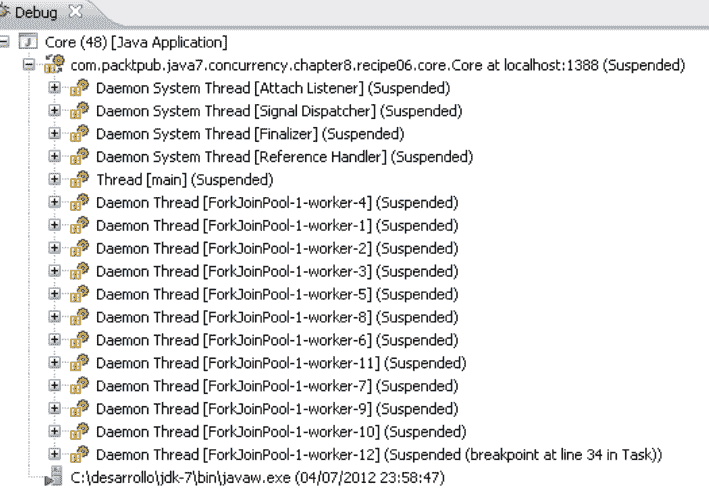 Debug
Core (48) [Java Application]
com.packtpub.java7.concurrency.chapter8.recipe06.core.Core at localhost:1388 (Suspended)
Daemon System Thread [Attach Listener] (Suspended)
Daemon System Thread [Signal Dispatcher] (Suspended)
Daemon System Thread [Finalizer] (Suspended)
Daemon System Thread [Reference Handler] (Suspended)
Thread [main] (Suspended)
Daemon Thread [ForkJoinPool-1-worker-4] (Suspended)
Daemon Thread [ForkJoinPool-1-worker-1] (Suspended)
Daemon Thread [ForkJoinPool-1-worker-2] (Suspended)
Daemon Thread [ForkJoinPool-1-worker-3] (Suspended)
Daemon Thread [ForkJoinPool-1-worker-5] (Suspended)
Daemon Thread [ForkJoinPool-1-worker-8] (Suspended)
Daemon Thread [ForkJoinPool-1-worker-6] (Suspended)
Daemon Thread [ForkJoinPool-1-worker-11] (Suspended)
Daemon Thread [ForkJoinPool-1-worker-7] (Suspended)
Daemon Thread [ForkJoinPool-1-worker-9] (Suspended)
Daemon Thread [ForkJoinPool-1-worker-10] (Suspended)
Daemon Thread [ForkJoinPool-1-worker-12] (Suspended (breakpoint at line 34 in Task))
C:\desarrollo\jdk-7\bin\javaw.exe (04/07/2012 23:58:47)